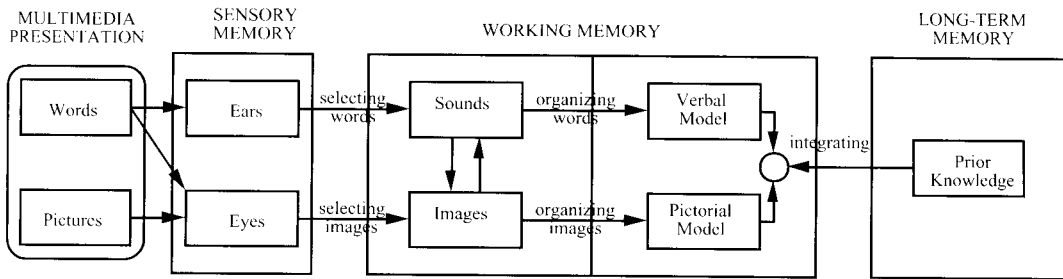 MULTIMEDIA
PRESENTATION
SENSORY
MEMORY
WORKING MEMORY
LONG-TERM
MEMORY
Words
Ears
selecting
words
Sounds
organizing
words
Verbal
Model
integrating
Prior
Knowledge
Pictures
Eyes
selecting
images
Images
organizing
images
Pictorial
Model